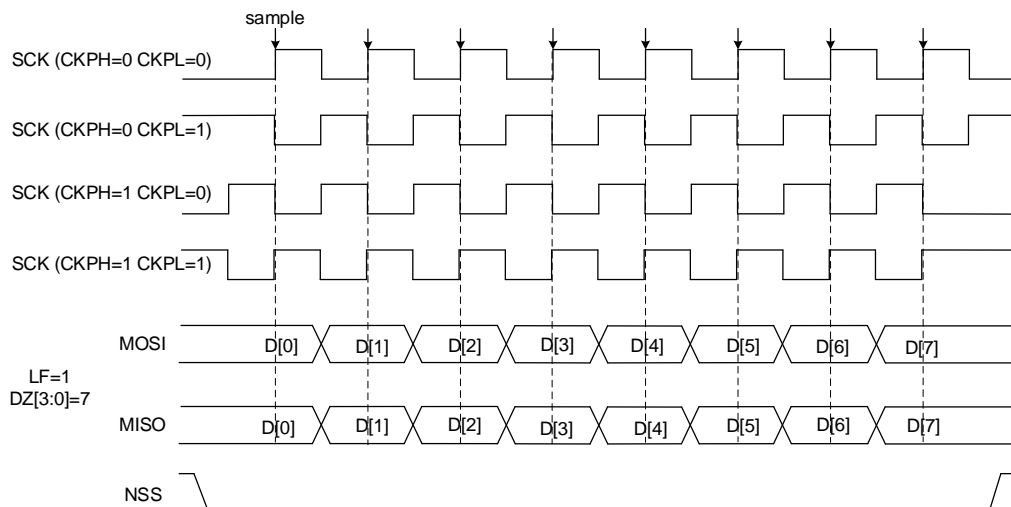 sample
SCK (CKPH=0 CKPL=0)
SCK (CKPH=0 CKPL=1)
SCK (CKPH=1 CKPL=0)
SCK (CKPH=1 CKPL=1)
MOSI D[0] D[1] D[2] D[3] D[4] D[5] D[6] D[7]
LF=1
DZ[3:0]=7
MISO D[0] D[1] D[2] D[3] D[4] D[5] D[6] D[7]
NSS